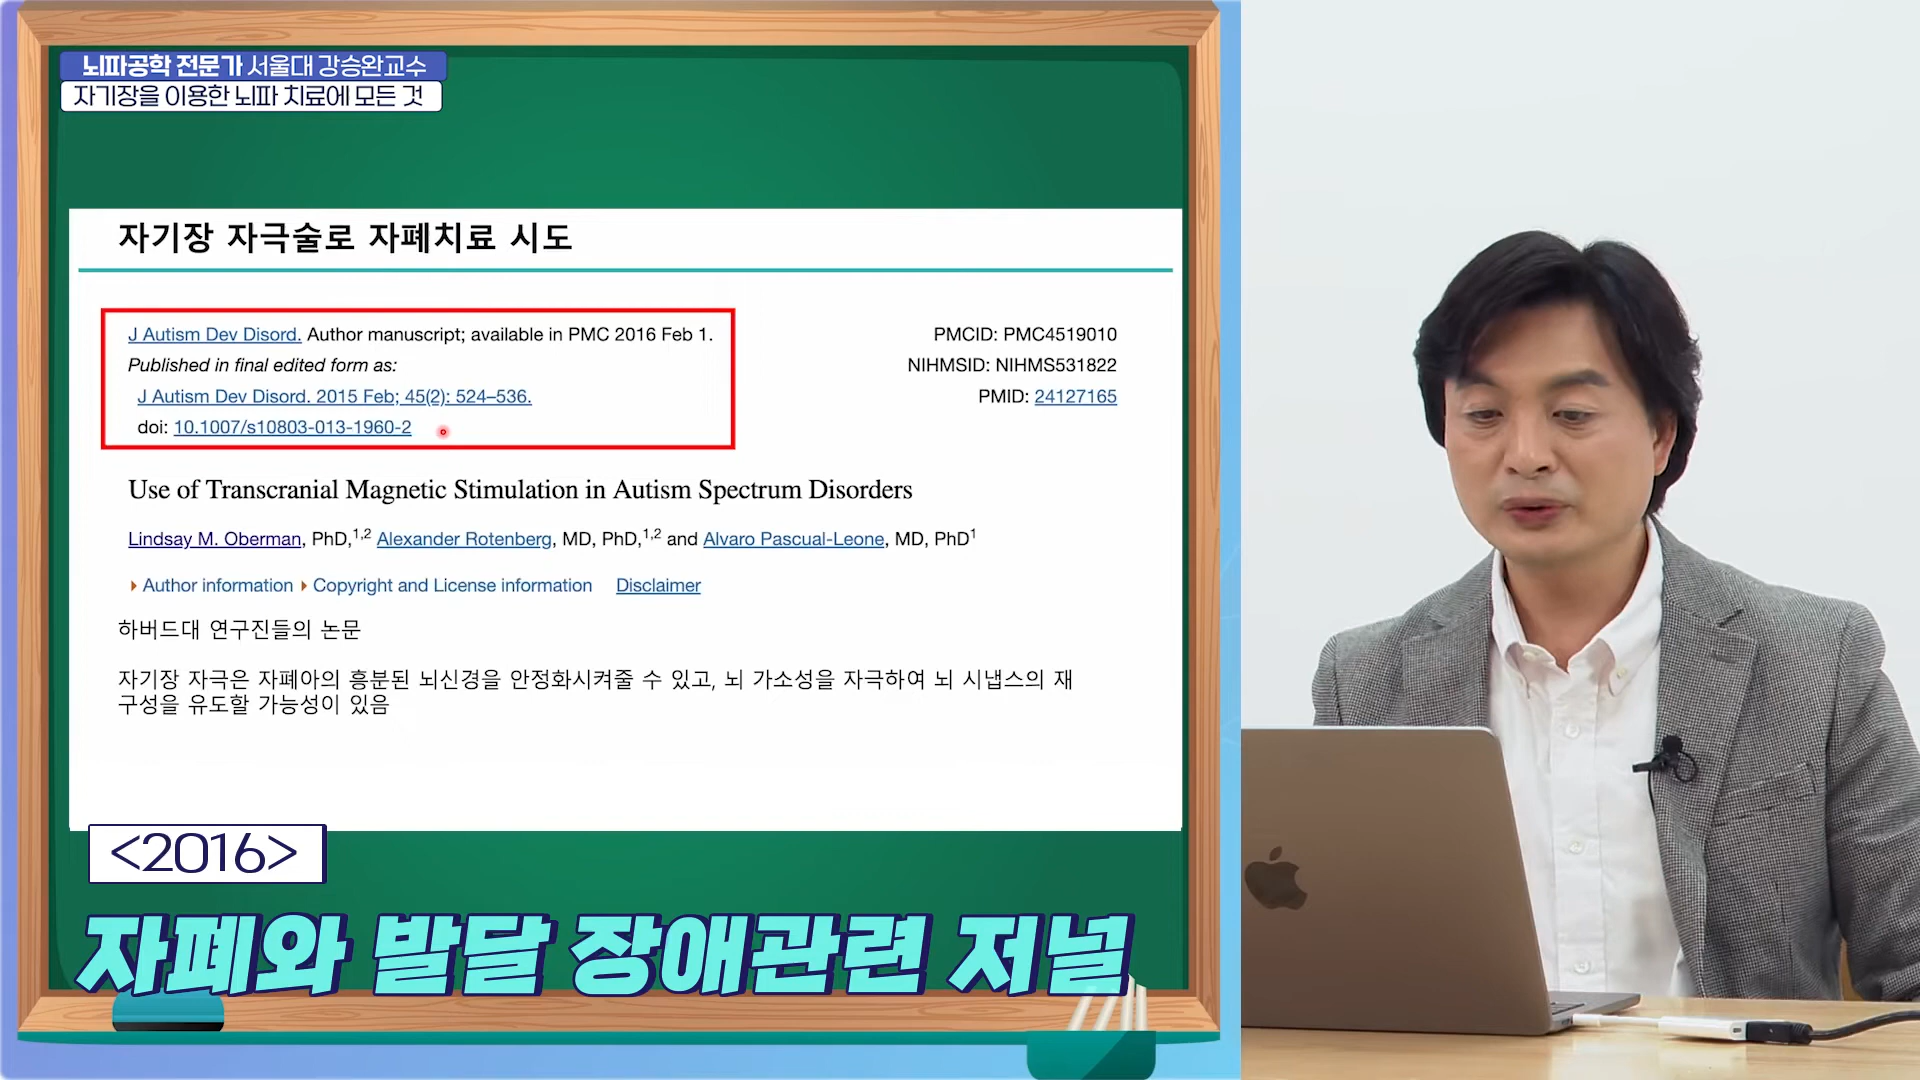 뇌파공학 전문가 서울대 강승완교수
자기장을 이용한 뇌파 치료에 모든 것
자기장 자극술로 자폐치료 시도
J Autism Dev Disord. Author manuscript; available in PMC 2016 Feb 1.
Published in final edited form as:
J Autism Dev Disord. 2015 Feb; 45(2): 524–536.
doi: 10.1007/s10803-013-1960-2
PMCID: PMC4519010
NIHMSID: NIHMS531822
PMID: 24127165
Use of Transcranial Magnetic Stimulation in Autism Spectrum Disorders
Lindsay M. Oberman, PhD,1,2 Alexander Rotenberg, MD, PhD,1,2 and Alvaro Pascual-Leone, MD, PhD1
Author information Copyright and License information Disclaimer
하버드대 연구진들의 논문
자기장 자극은 자폐아의 흥분된 뇌신경을 안정화시켜줄 수 있고, 뇌 가소성을 자극하여 뇌 시냅스의 재
구성을 유도할 가능성이 있음
<2016>
자폐와 발달 장애관련 저널